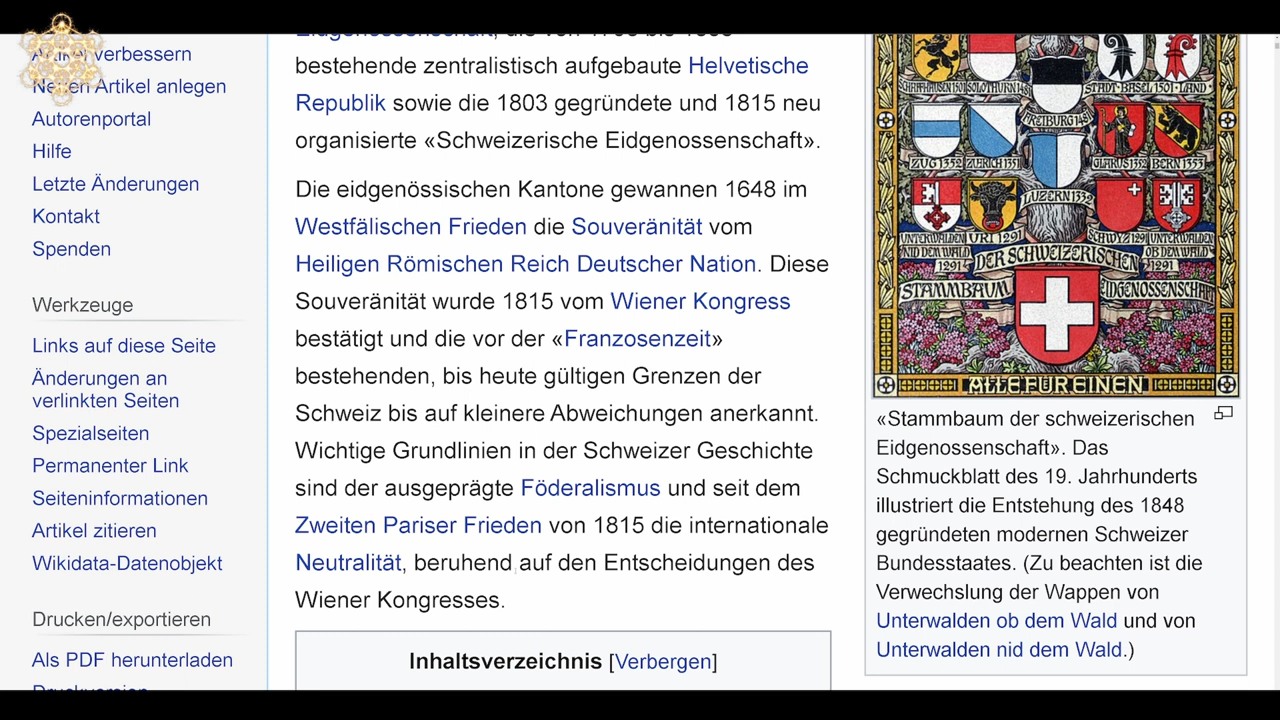 Artikel verbessern
Neuen Artikel anlegen
Autorenportal
Hilfe
Letzte Änderungen
Kontakt
Spenden
Werkzeuge
Links auf diese Seite
Änderungen an
verlinkten Seiten
Spezialseiten
Permanenter Link
Seiteninformationen
Artikel zitieren
Wikidata-Datenobjekt
Drucken/exportieren
Als PDF herunterladen
Druckversion
bestehende zentralistisch aufgebaute Helvetische
Republik sowie die 1803 gegründete und 1815 neu
organisierte «Schweizerische Eidgenossenschaft».
Die eidgenössischen Kantone gewannen 1648 im
Westfälischen Frieden die Souveränität vom
Heiligen Römischen Reich Deutscher Nation. Diese
Souveränität wurde 1815 vom Wiener Kongress
bestätigt und die vor der «Franzosenzeit»
bestehenden, bis heute gültigen Grenzen der
Schweiz bis auf kleinere Abweichungen anerkannt.
Wichtige Grundlinien in der Schweizer Geschichte
sind der ausgeprägte Föderalismus und seit dem
Zweiten Pariser Frieden von 1815 die internationale
Neutralität, beruhend auf den Entscheidungen des
Wiener Kongresses.
Inhaltsverzeichnis [Verbergen]
SCHAFFHAUSEN 1501 SOLOTHURN 1481 STADT BASEL 1501 LAND
FREIBURG 1481
ZUG 1352 ZÜRICH 1351 GLARUS 1352 BERN 1353
LUZERN 1332
UNTERWALDEN URI 1291 SCHWIZ 1291 UNTERWALDEN
NID DEM WALD OB DEM WALD
1291 DER SCHWEIZERISCHEN 1291
STAMMBAUM EIDGENOSSENSCHAFT
ALLE FÜR EINEN
«Stammbaum der schweizerischen
Eidgenossenschaft». Das
Schmuckblatt des 19. Jahrhunderts
illustriert die Entstehung des 1848
gegründeten modernen Schweizer
Bundesstaates. (Zu beachten ist die
Verwechslung der Wappen von
Unterwalden ob dem Wald und von
Unterwalden nid dem Wald.)